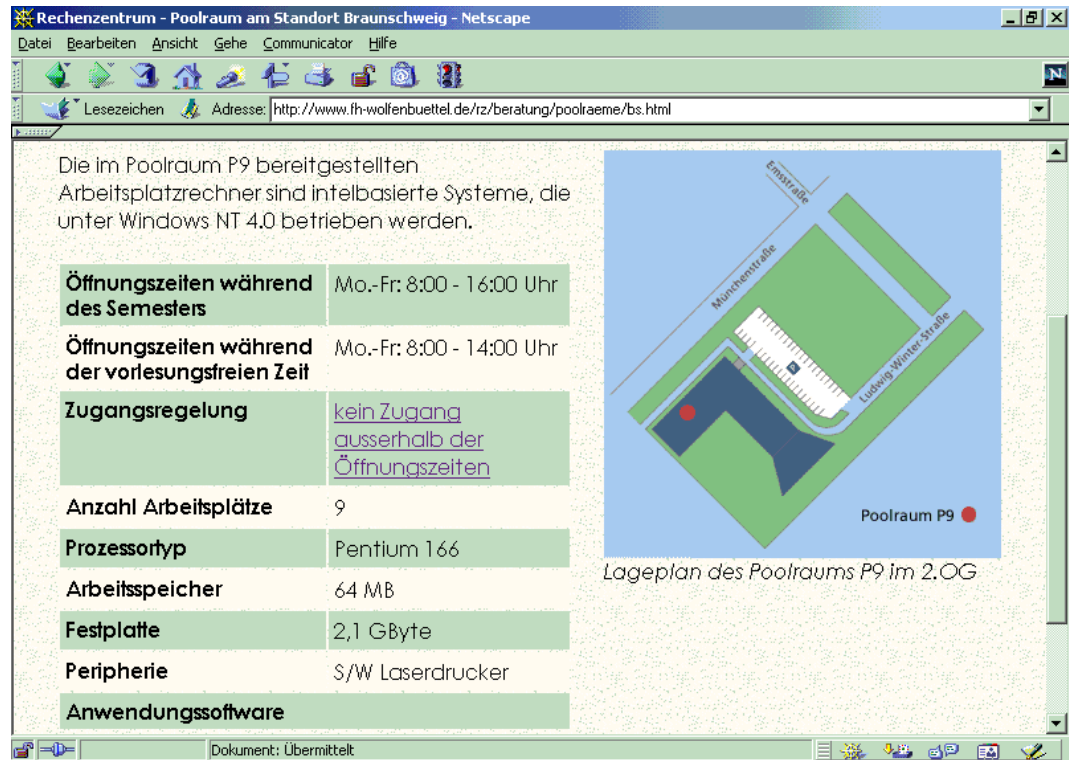 Rechenzentrum - Poolraum am Standort Braunschweig - Netscape
Datei Bearbeiten Ansicht Gehe Communicator Hilfe
N
Lesezeichen Adresse: http://www.fh-wolfenbuettel.de/rz/beratung/poolraeme/bs.html
Die im Poolraum P9 bereitgestellten
Arbeitsplatzrechner sind intelbasierte Systeme, die
unter Windows NT 4.0 betrieben werden.
Öffnungszeiten während
des Semesters
Mo.-Fr: 8:00 - 16:00 Uhr
Öffnungszeiten während
der vorlesungsfreien Zeit
Mo.-Fr: 8:00 - 14:00 Uhr
Zugangsregelung
kein Zugang
ausserhalb der
Öffnungszeiten
Anzahl Arbeitsplätze
9
Prozessortyp
Pentium 166
Arbeitsspeicher
64 MB
Festplatte
2,1 GByte
Peripherie
S/W Laserdrucker
Anwendungssoftware
Emsstraße
Münchenstraße
Ludwig-Winter-Straße
Poolraum P9
Lageplan des Poolraums P9 im 2.OG
Dokument: Übermittelt